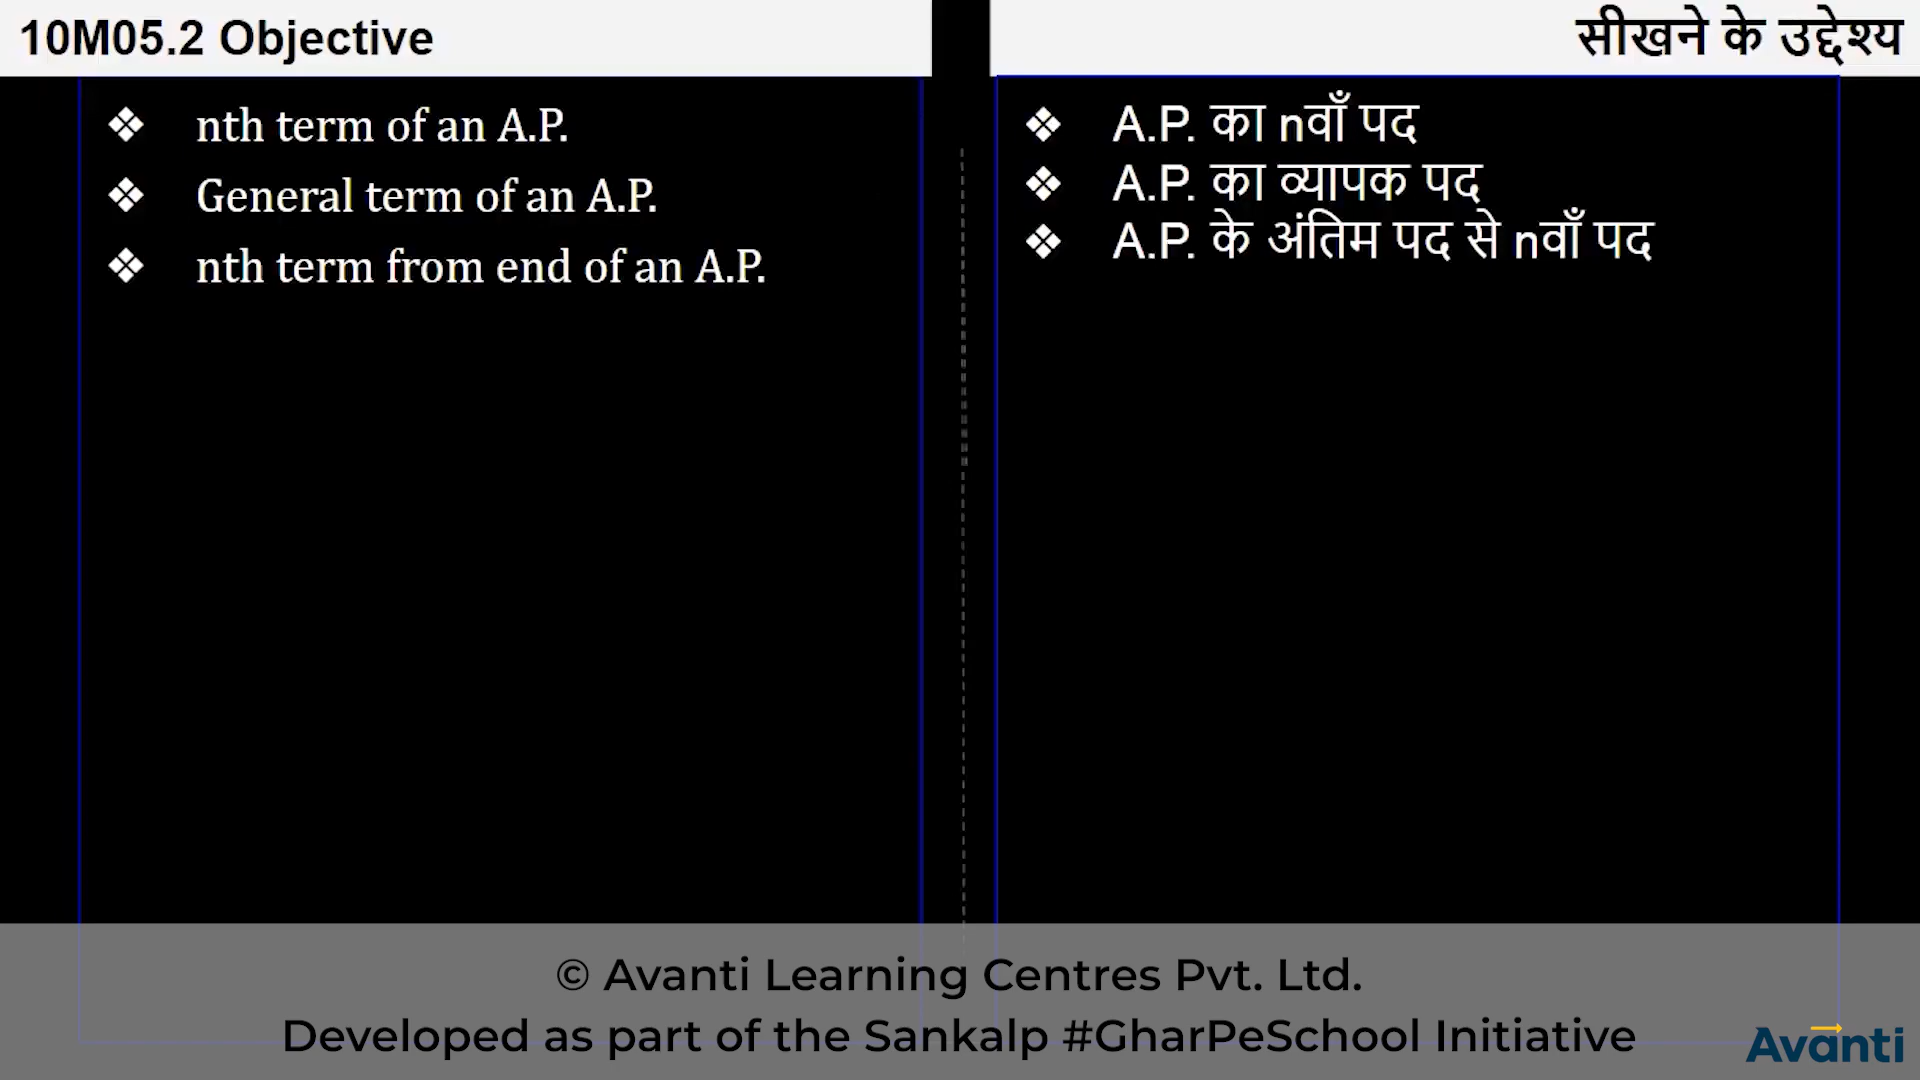 10M05.2 Objective
❖ nth term of an A.P.
❖ General term of an A.P.
❖ nth term from end of an A.P.
सीखने के उद्देश्य
❖ A.P. का nवाँ पद
❖ A.P. का व्यापक पद
❖ A.P. के अंतिम पद से nवाँ पद
© Avanti Learning Centres Pvt. Ltd.
Developed as part of the Sankalp #GharPeSchool Initiative
Avanti